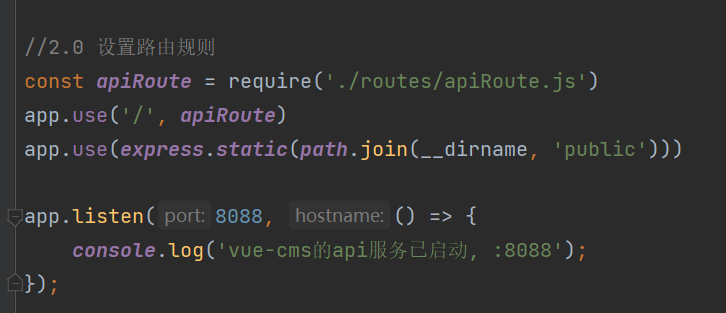 //2.0 设置路由规则
const apiRoute = require('./routes/apiRoute.js')
app.use('/', apiRoute)
app.use(express.static(path.join(__dirname, 'public')))
app.listen( port: 8088, hostname: () => {
console.log('vue-cms的api服务已启动, :8088');
});